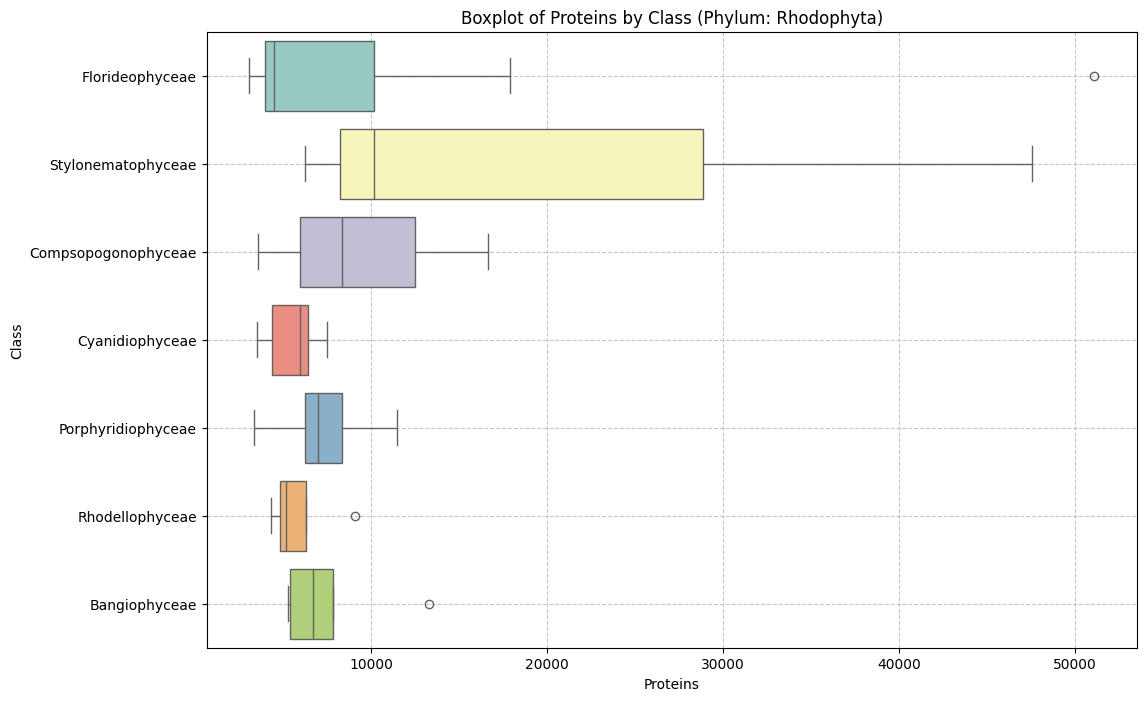 Boxplot of Proteins by Class (Phylum: Rhodophyta)
Florideophyceae
Stylonematophyceae
Compsopogonophyceae
Cyanidiophyceae
Porphyridiophyceae
Rhodellophyceae
Bangiophyceae
Class
10000 20000 30000 40000 50000
Proteins